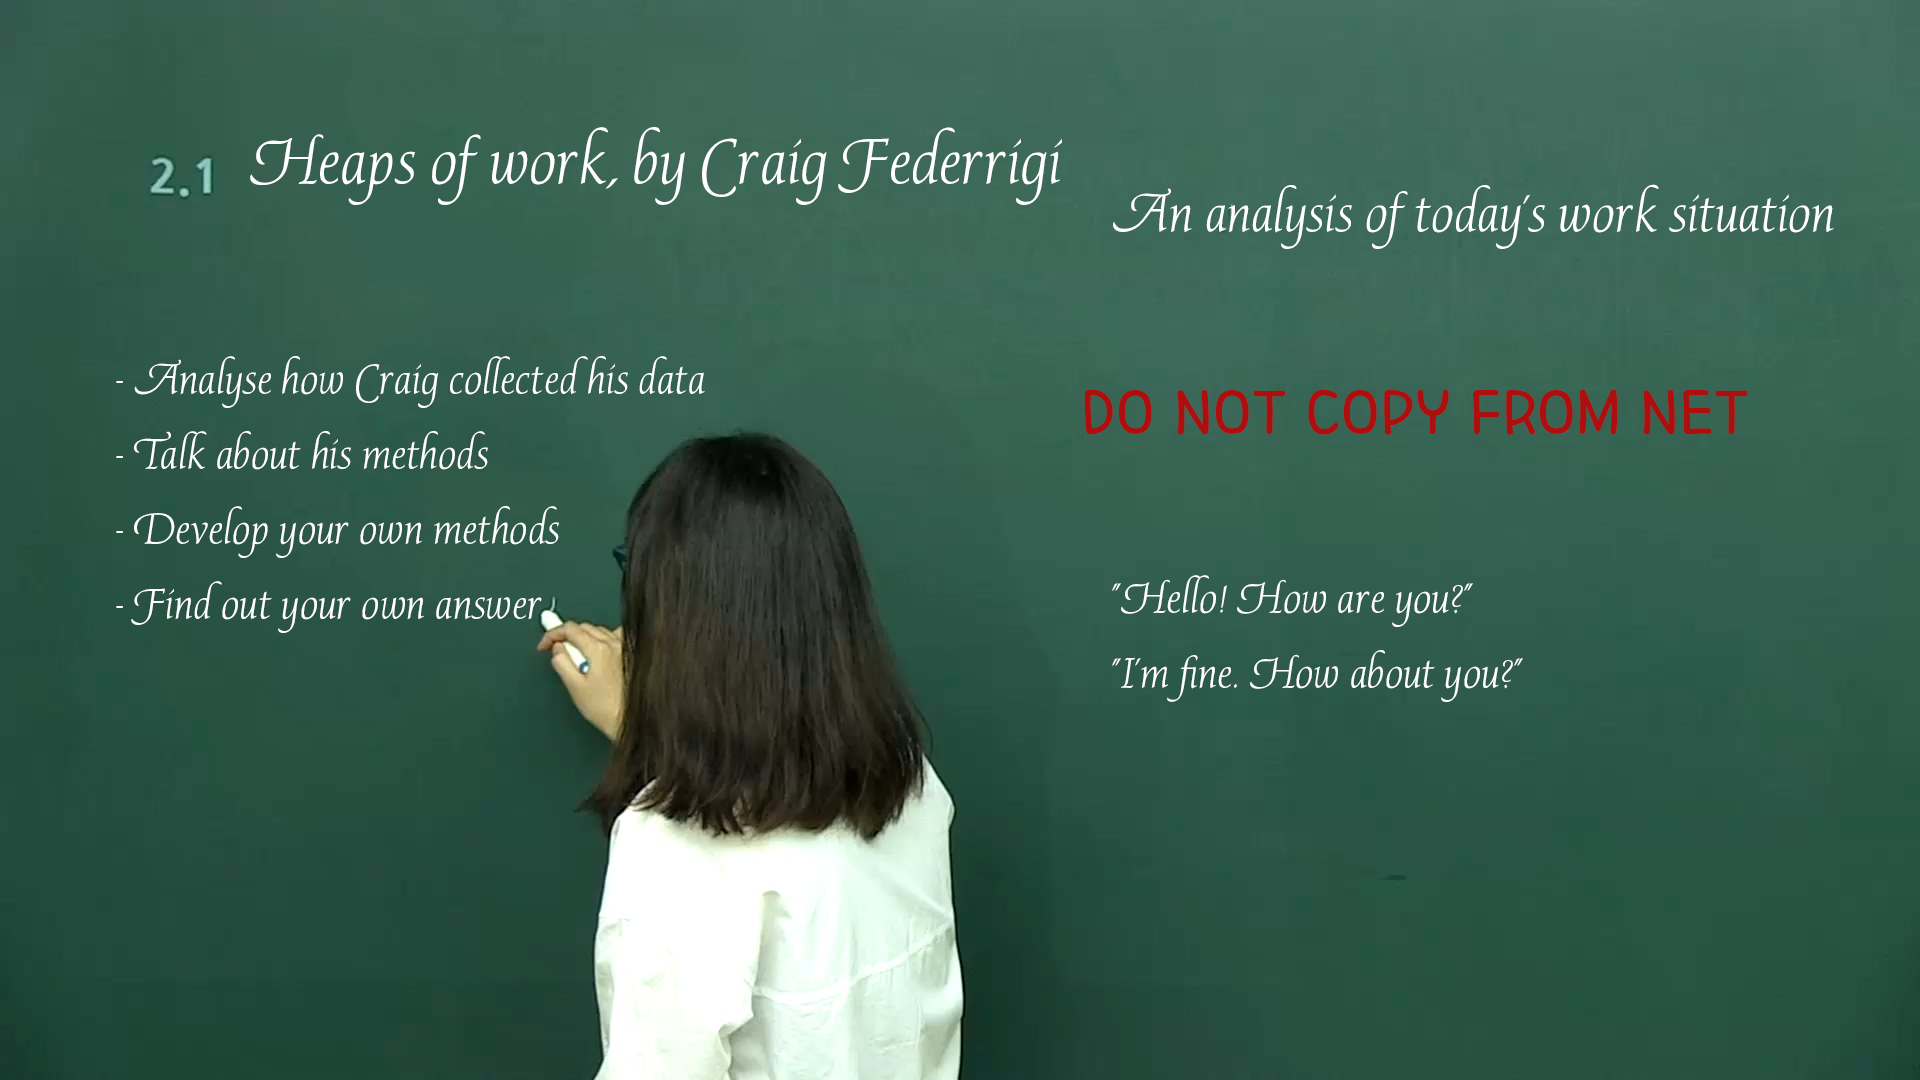 2.1 Heaps of work, by Craig Federrigi
An analysis of today's work situation
- Analyse how Craig collected his data
- Talk about his methods
- Develop your own methods
- Find out your own answer
DO NOT COPY FROM NET
"Hello! How are you?"
"I'm fine. How about you?"